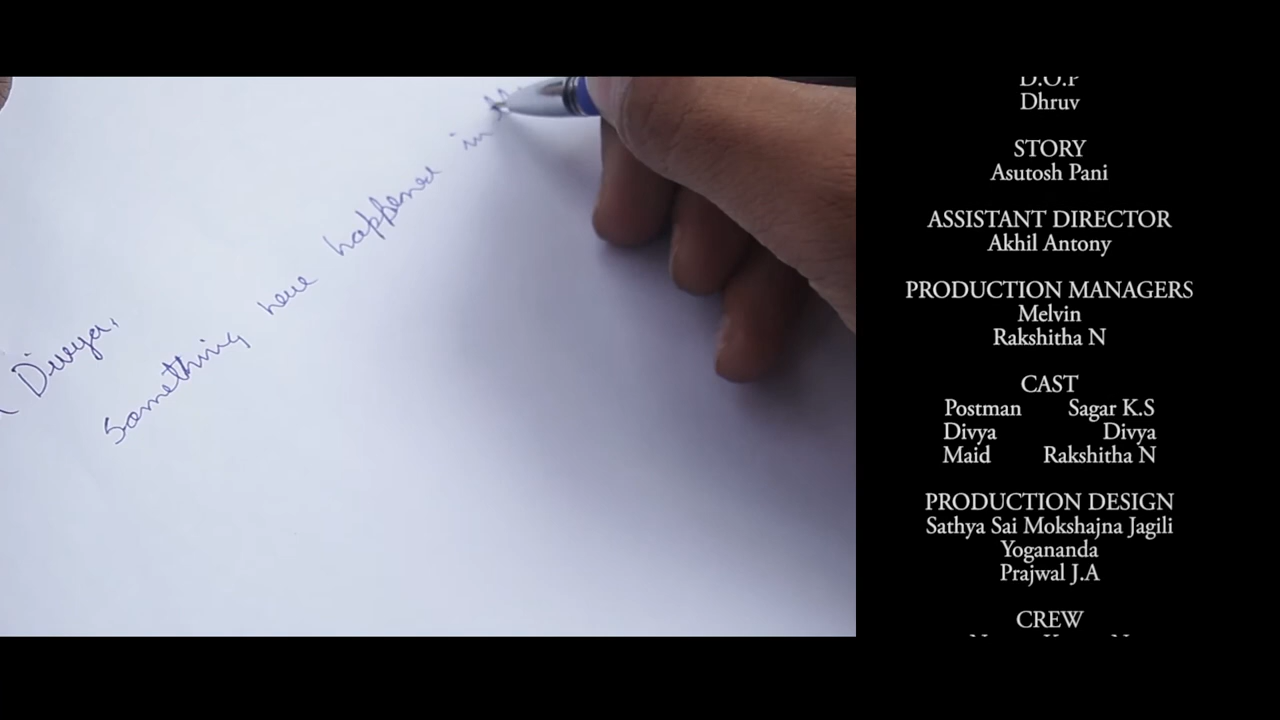 Divya,
Something here happened in
D.O.P
Dhruv
STORY
Asutosh Pani
ASSISTANT DIRECTOR
Akhil Antony
PRODUCTION MANAGERS
Melvin
Rakshitha N
CAST
Postman Sagar K.S
Divya Divya
Maid Rakshitha N
PRODUCTION DESIGN
Sathya Sai Mokshajna Jagili
Yogananda
Prajwal J.A
CREW